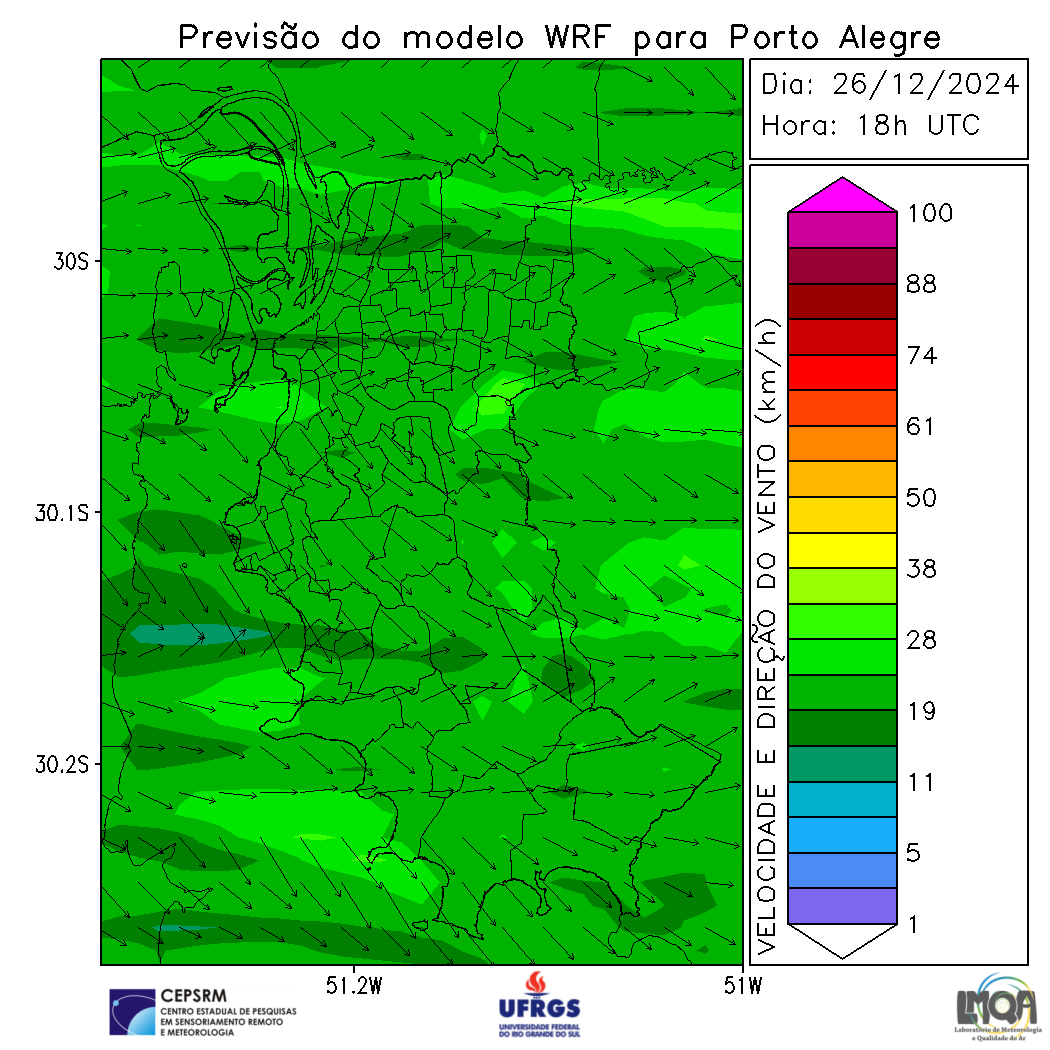 Previsão do modelo WRF para Porto Alegre
Dia: 26/12/2024
Hora: 18h UTC
30S
30.1S
30.2S
51.2W
51W
VELOCIDADE E DIREÇÃO DO VENTO (km/h)
100
88
74
61
50
38
28
19
11
5
1
CEPSRM
CENTRO ESTADUAL DE PESQUISAS
EM SENSORIAMENTO REMOTO
E METEOROLOGIA
UFRGS
UNIVERSIDADE FEDERAL
DO RIO GRANDE DO SUL
LMQA
Laboratório de Meteorologia
e Qualidade do Ar